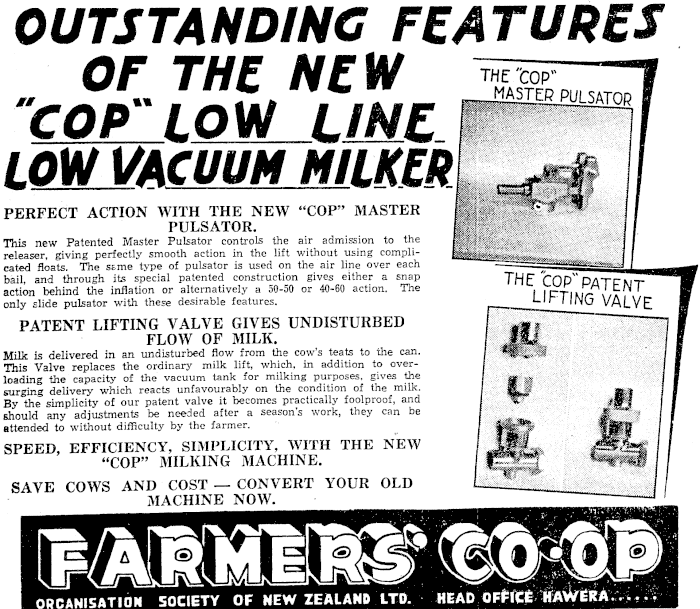 OUTSTANDING FEATURES
OF THE NEW
"COP" LOW LINE
LOW VACUUM MILKER
THE "COP"
MASTER PULSATOR
PERFECT ACTION WITH THE NEW "COP" MASTER
PULSATOR.
This new Patented Master Pulsator controls the air admission to the
releaser, giving perfectly smooth action in the lift without using compli-
cated floats. The same type of pulsator is used on the air line over each
bail, and through its special patented construction gives either a snap
action behind the inflation or alternatively a 50-50 or 40-60 action. The
only slide pulsator with these desirable features.
THE "COP" PATENT
LIFTING VALVE
PATENT LIFTING VALVE GIVES UNDISTURBED
FLOW OF MILK.
Milk is delivered in an undisturbed flow from the cow's teats to the can.
This Valve replaces the ordinary milk lift, which, in addition to over-
loading the capacity of the vacuum tank for milking purposes, gives the
surging delivery which reacts unfavourably on the condition of the milk.
By the simplicity of our patent valve it becomes practically foolproof, and
should any adjustments be needed after a season's work, they can be
attended to without difficulty by the farmer.
SPEED, EFFICIENCY, SIMPLICITY, WITH THE NEW
"COP" MILKING MACHINE.
SAVE COWS AND COST — CONVERT YOUR OLD
MACHINE NOW.
FARMERS' CO-OP
ORGANISATION SOCIETY OF NEW ZEALAND LTD. HEAD OFFICE HAWERA......